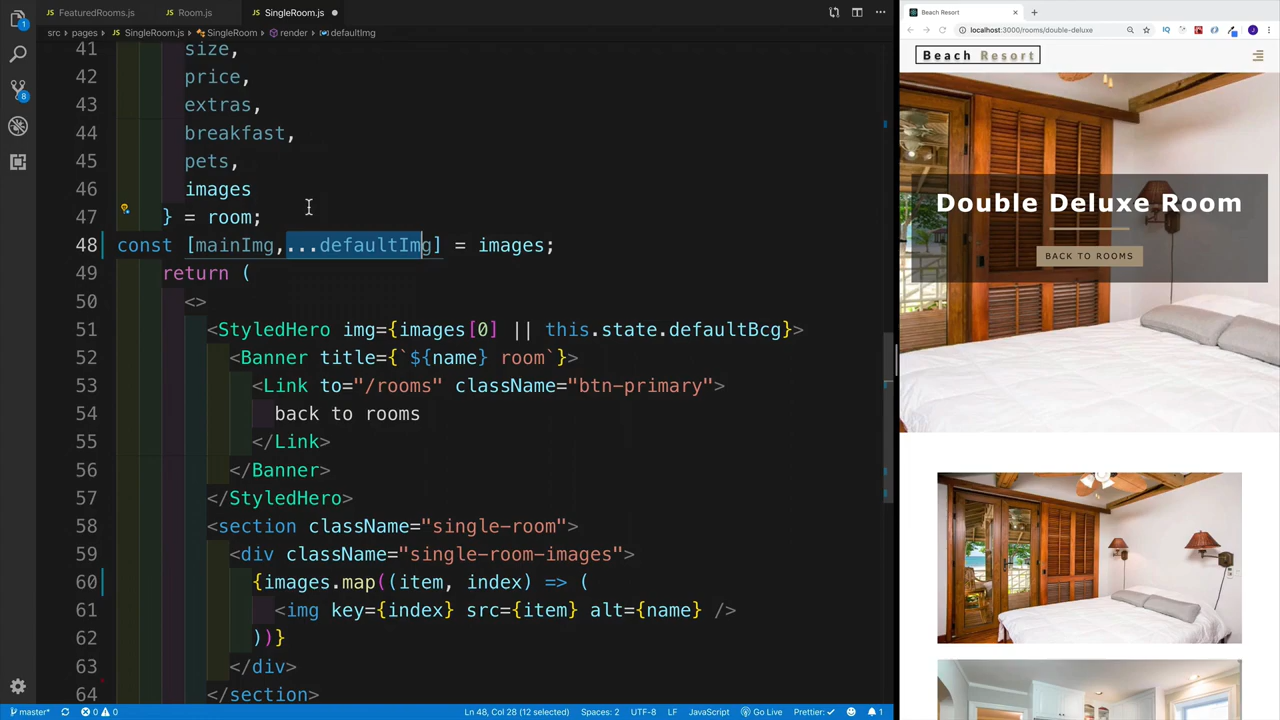 FeaturedRooms.js
Room.js
SingleRoom.js
src > pages > SingleRoom.js > SingleRoom > render > defaultImg
41 size,
42 price,
43 extras,
44 breakfast,
45 pets,
46 images
47 } = room;
48 const [mainImg,...defaultImg] = images;
49 return (
50 <>
51 <StyledHero img={images[0] || this.state.defaultBcg}>
52 <Banner title={`${name} room`}>
53 <Link to="/rooms" className="btn-primary">
54 back to rooms
55 </Link>
56 </Banner>
57 </StyledHero>
58 <section className="single-room">
59 <div className="single-room-images">
60 {images.map((item, index) => (
61 <img key={index} src={item} alt={name} />
62 ))}
63 </div>
64 </section>
1
8
master* 0 0
Ln 48, Col 28 (12 selected) Spaces: 2 UTF-8 LF JavaScript Go Live Prettier: 1
Beach Resort
localhost:3000/rooms/double-deluxe
IQ
J
Beach Resort
Double Deluxe Room
BACK TO ROOMS